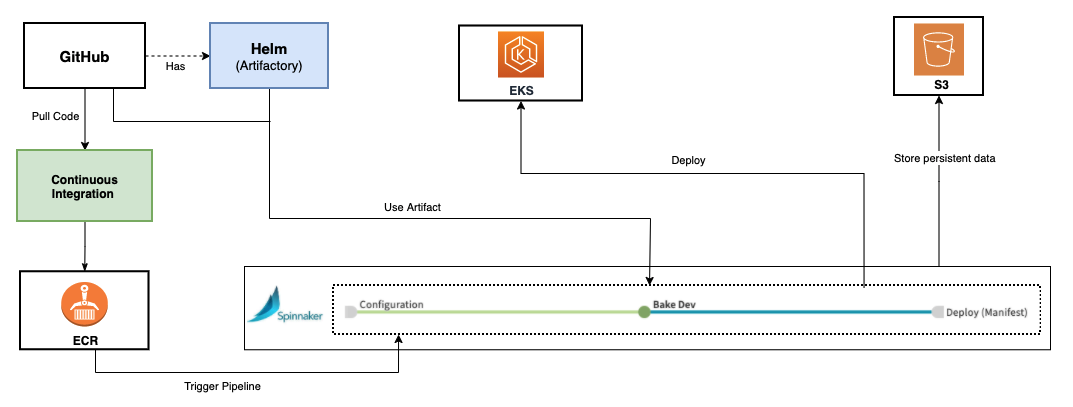 GitHub
Has
Helm
(Artifactory)
EKS
S3
Pull Code
Continuous
Integration
Deploy
Store persistent data
Use Artifact
ECR
Spinnaker
Configuration
Bake Dev
Deploy (Manifest)
Trigger Pipeline